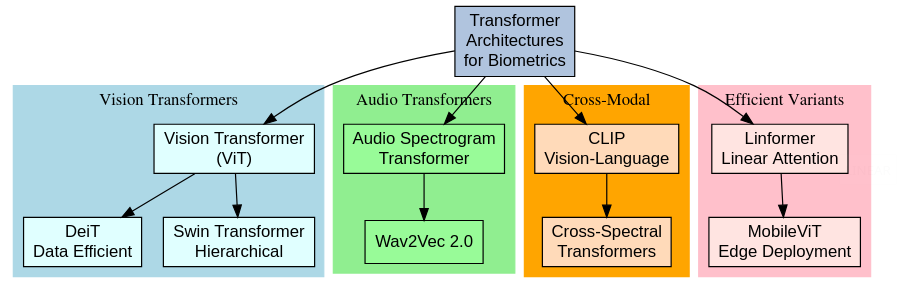 Transformer
Architectures
for Biometrics
Vision Transformers
Audio Transformers
Cross-Modal
Efficient Variants
Vision Transformer
(ViT)
Audio Spectrogram
Transformer
CLIP
Vision-Language
Linformer
Linear Attention
DeiT
Data Efficient
Swin Transformer
Hierarchical
Wav2Vec 2.0
Cross-Spectral
Transformers
MobileViT
Edge Deployment